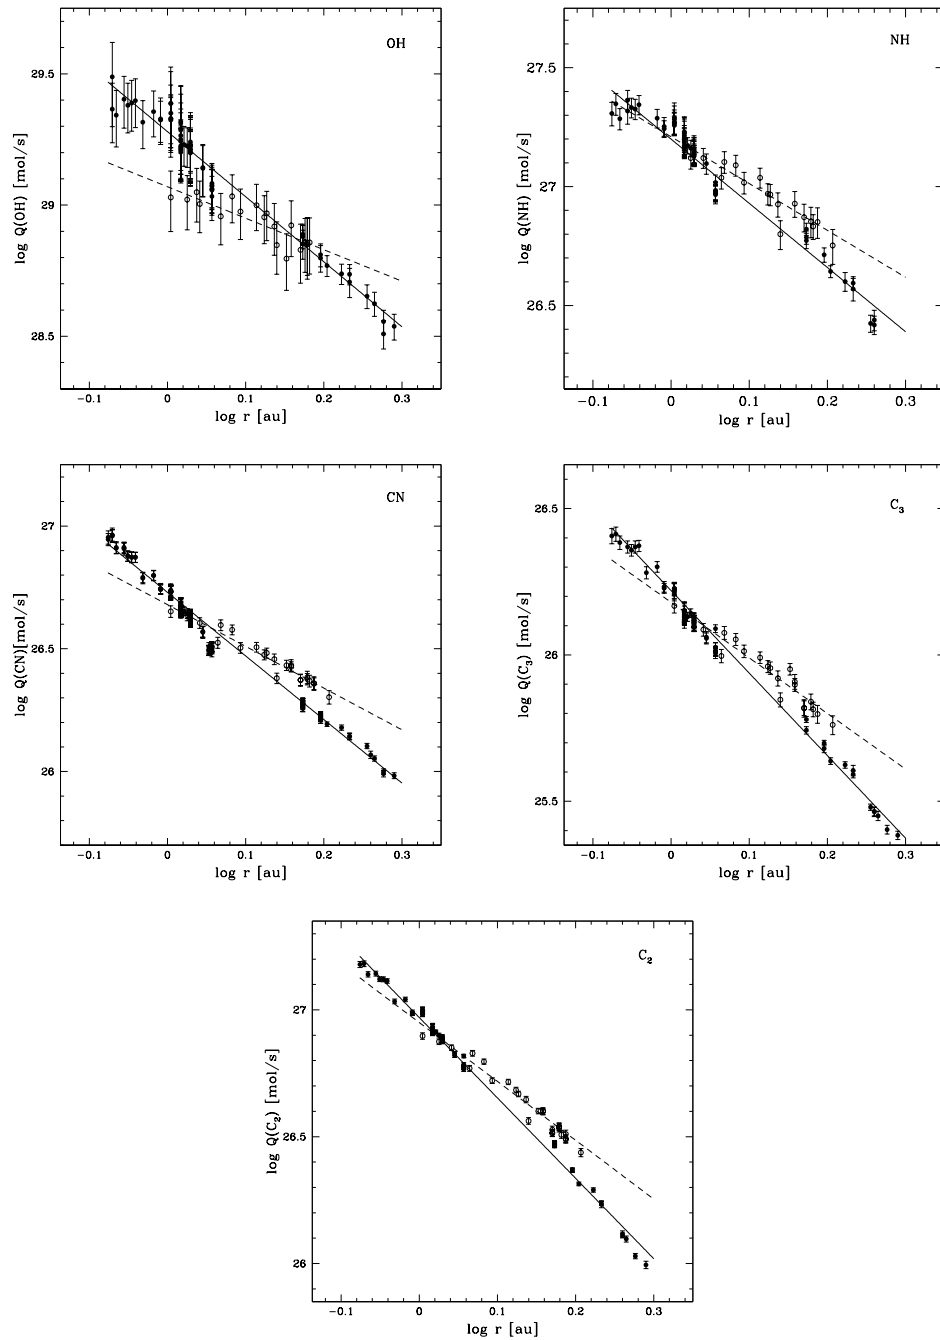 OH
log Q(OH) [mol/s]
29.5
29
28.5
−0.1 0 0.1 0.2 0.3
log r [au]
NH
log Q(NH) [mol/s]
27.5
27
26.5
−0.1 0 0.1 0.2 0.3
log r [au]
CN
log Q(CN)[mol/s]
27
26.5
26
−0.1 0 0.1 0.2 0.3
log r [au]
C₃
log Q(C₃) [mol/s]
26.5
26
25.5
−0.1 0 0.1 0.2 0.3
log r [au]
C₂
log Q(C₂) [mol/s]
27
26.5
26
−0.1 0 0.1 0.2 0.3
log r [au]